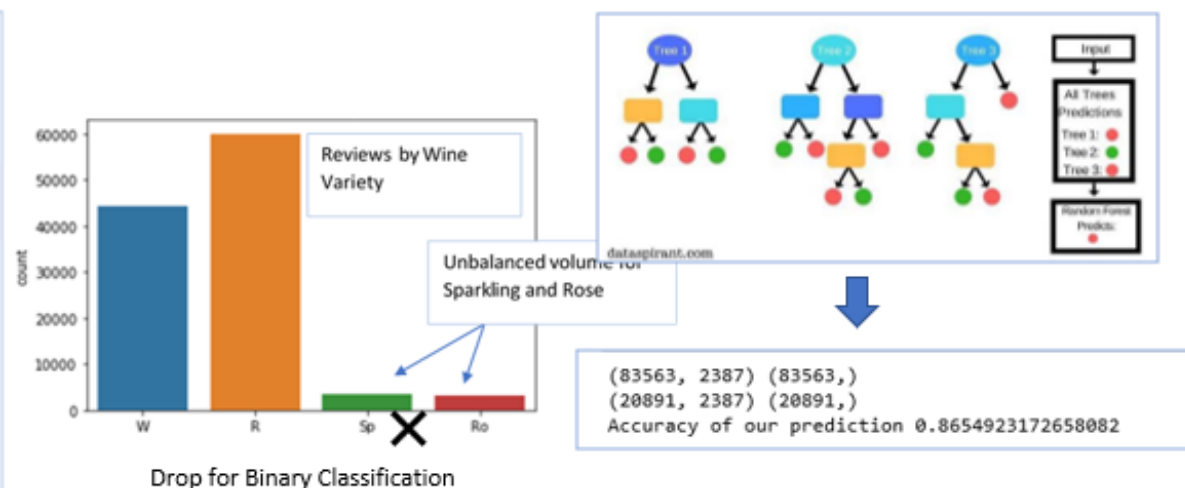 60000
50000
40000
30000
20000
10000
0
count
W
R
Sp
Ro
Reviews by Wine
Variety
Unbalanced volume for
Sparkling and Rose
Drop for Binary Classification
Tree 1
Tree 2
Tree 3
Input
All Trees
Predictions
Tree 1:
Tree 2:
Tree 3:
Random Forest
Predicts:
dataspirant.com
(83563, 2387) (83563,)
(20891, 2387) (20891,)
Accuracy of our prediction 0.8654923172658082